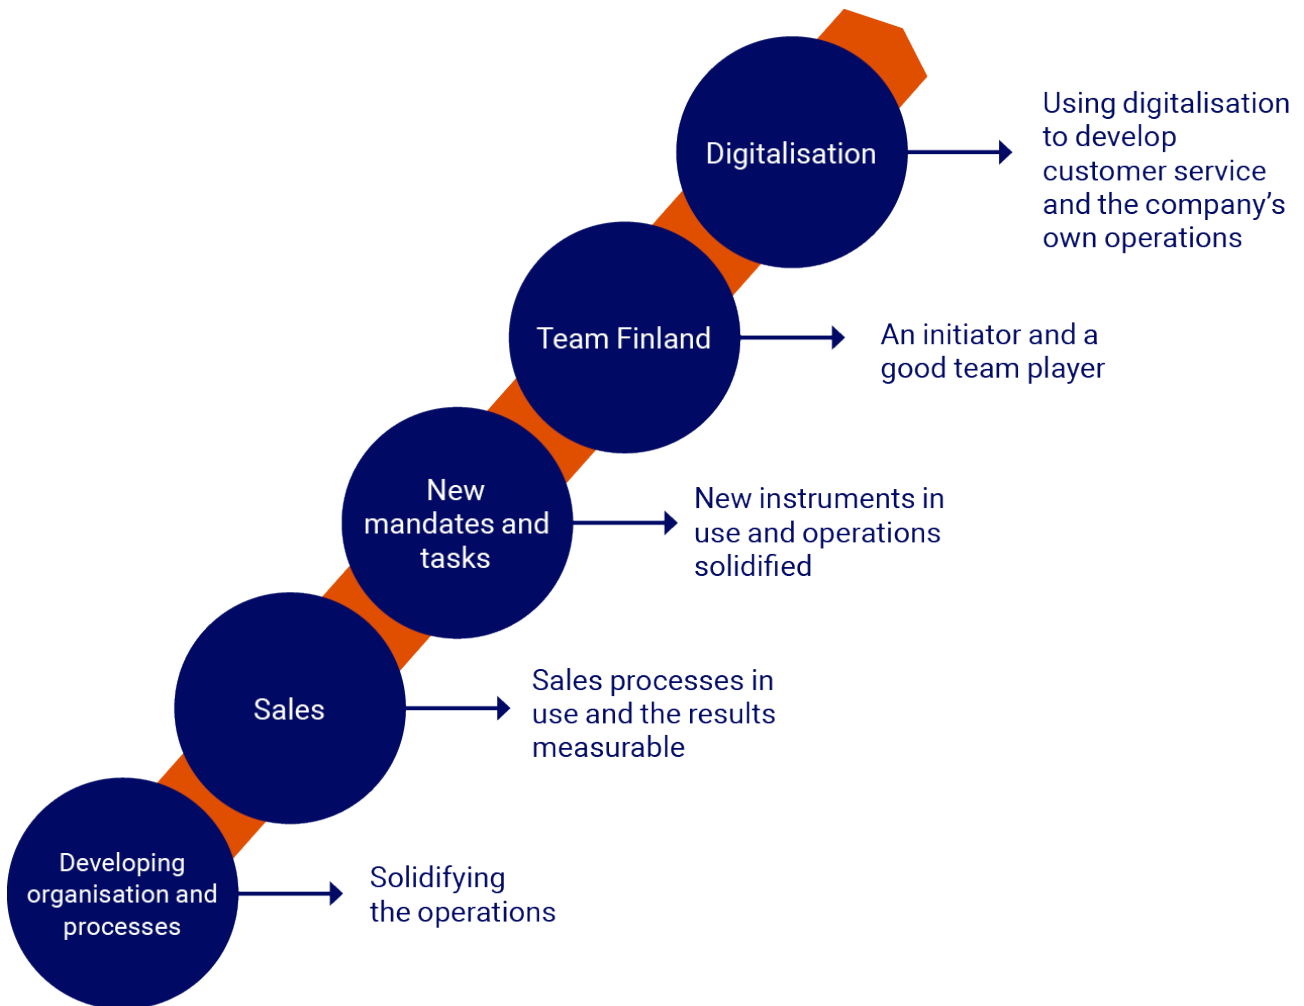 Digitalisation
Using digitalisation
to develop
customer service
and the company’s
own operations
Team Finland
An initiator and a
good team player
New
mandates and
tasks
New instruments in
use and operations
solidified
Sales
Sales processes in
use and the results
measurable
Developing
organisation and
processes
Solidifying
the operations